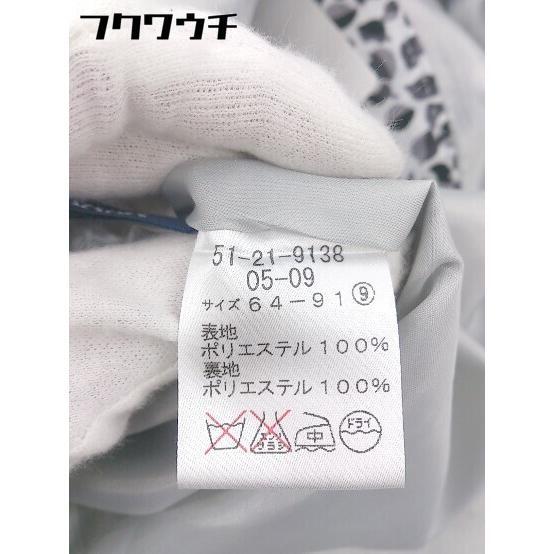 フクワウチ
51-21-9138
05-09
サイズ 64-91⑨
表地
ポリエステル100%
裏地
ポリエステル100%
中 ドライ